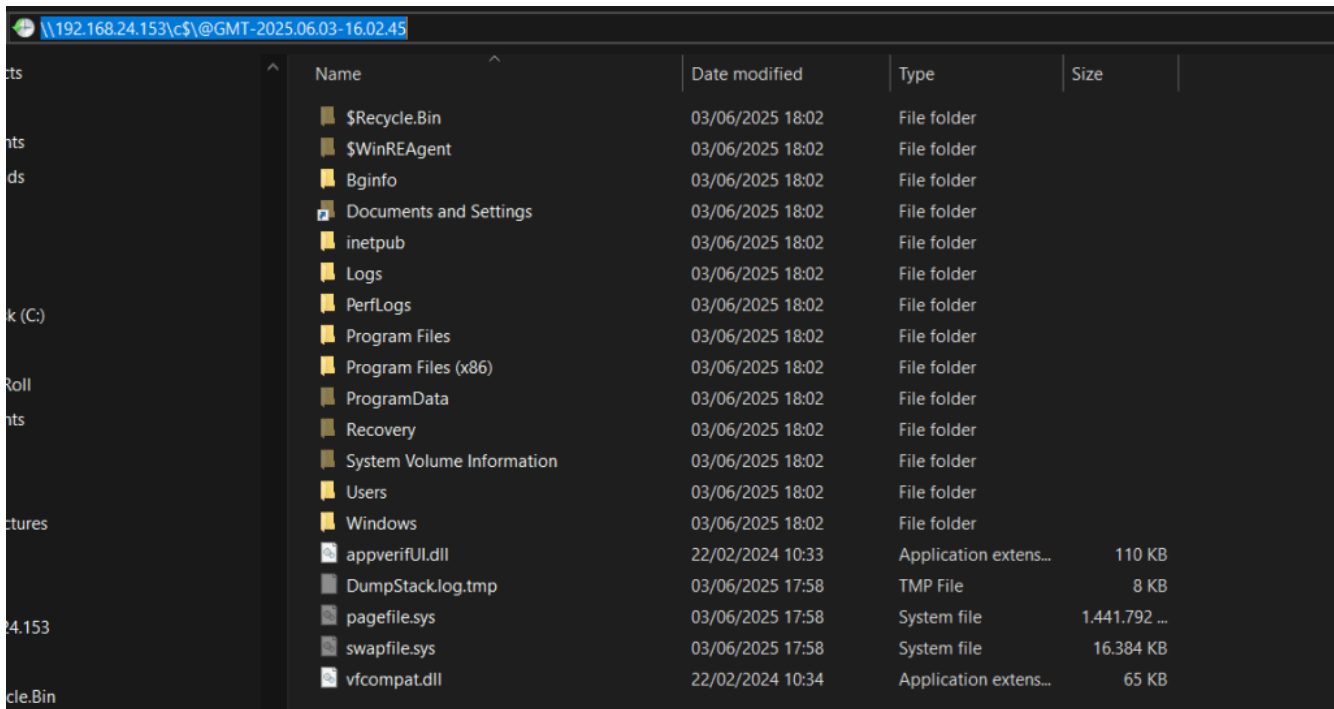 \\192.168.24.153\c$\@GMT-2025.06.03-16.02.45
cts
Name Date modified Type Size
$Recycle.Bin 03/06/2025 18:02 File folder
nts
$WinREAgent 03/06/2025 18:02 File folder
ds
Bginfo 03/06/2025 18:02 File folder
Documents and Settings 03/06/2025 18:02 File folder
inetpub 03/06/2025 18:02 File folder
Logs 03/06/2025 18:02 File folder
k (C:)
PerfLogs 03/06/2025 18:02 File folder
Program Files 03/06/2025 18:02 File folder
Program Files (x86) 03/06/2025 18:02 File folder
Roll
ProgramData 03/06/2025 18:02 File folder
nts
Recovery 03/06/2025 18:02 File folder
System Volume Information 03/06/2025 18:02 File folder
Users 03/06/2025 18:02 File folder
ctures
Windows 03/06/2025 18:02 File folder
appverifUI.dll 22/02/2024 10:33 Application extens... 110 KB
DumpStack.log.tmp 03/06/2025 17:58 TMP File 8 KB
24.153
pagefile.sys 03/06/2025 17:58 System file 1.441.792 ...
swapfile.sys 03/06/2025 17:58 System file 16.384 KB
vfcompat.dll 22/02/2024 10:34 Application extens... 65 KB
cle.Bin